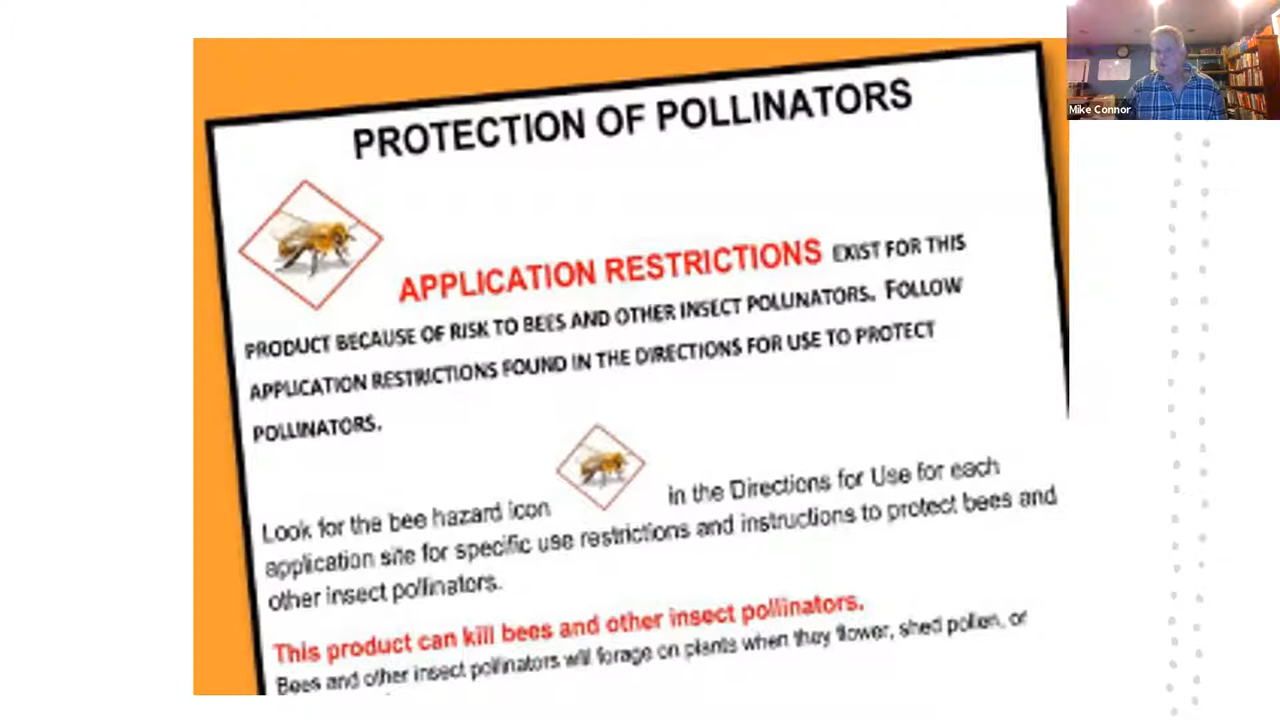 Mike Connor
PROTECTION OF POLLINATORS
APPLICATION RESTRICTIONS EXIST FOR THIS
PRODUCT BECAUSE OF RISK TO BEES AND OTHER INSECT POLLINATORS. FOLLOW
APPLICATION RESTRICTIONS FOUND IN THE DIRECTIONS FOR USE TO PROTECT
POLLINATORS.
Look for the bee hazard icon in the Directions for Use for each
application site for specific use restrictions and instructions to protect bees and
other insect pollinators.
This product can kill bees and other insect pollinators.
Bees and other insect pollinators will forage on plants when they flower, shed pollen, or